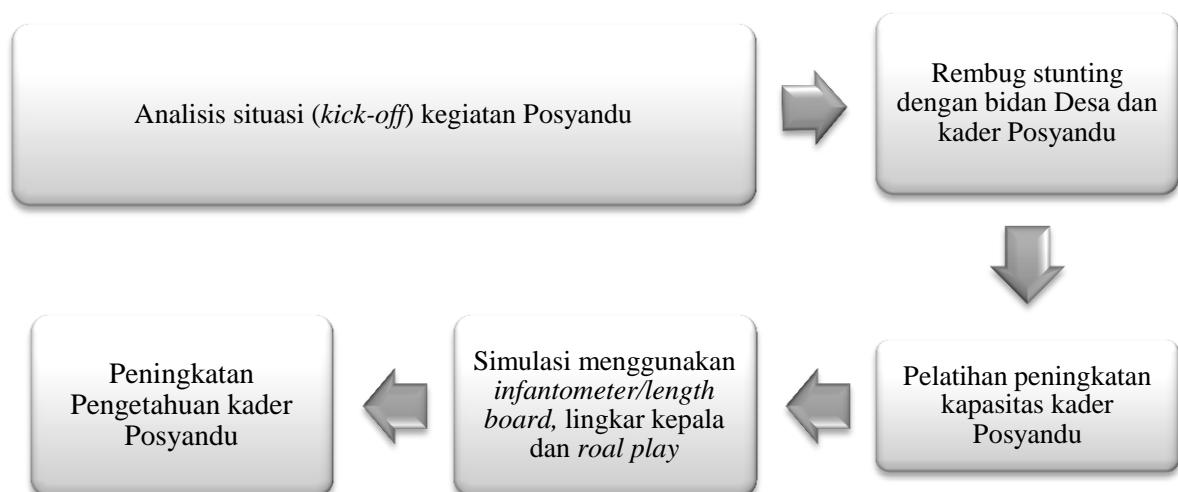 Analisis situasi (kick-off) kegiatan Posyandu
Rembug stunting
dengan bidan Desa dan
kader Posyandu
Pelatihan peningkatan
kapasitas kader
Posyandu
Simulasi menggunakan
infantometer/length
board, lingkar kepala
dan roal play
Peningkatan
Pengetahuan kader
Posyandu